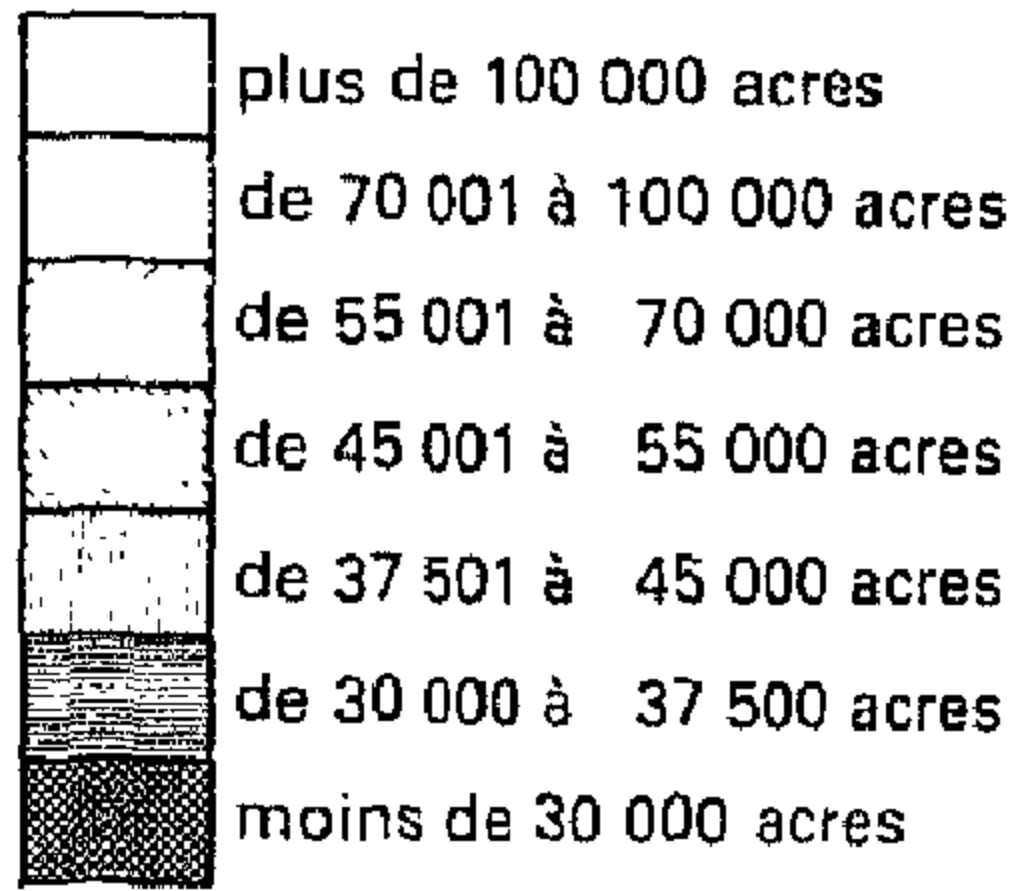 plus de 100 000 acres
de 70 001 à 100 000 acres
de 55 001 à 70 000 acres
de 45 001 à 55 000 acres
de 37 501 à 45 000 acres
de 30 000 à 37 500 acres
moins de 30 000 acres